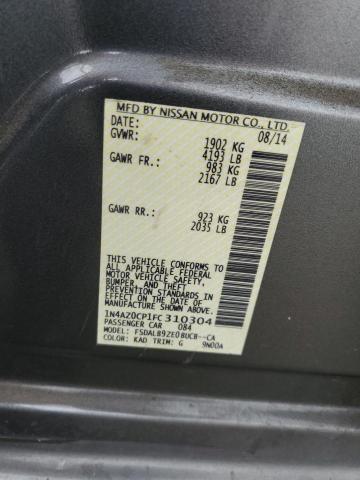 MFD BY NISSAN MOTOR CO., LTD.
DATE: 08/14
GVWR: 1902 KG
4193 LB
GAWR FR.: 983 KG
2167 LB
GAWR RR.: 923 KG
2035 LB
THIS VEHICLE CONFORMS TO
ALL APPLICABLE FEDERAL
MOTOR VEHICLE SAFETY,
BUMPER, AND THEFT
PREVENTION STANDARDS IN
EFFECT ON THE DATE OF
MANUFACTURE SHOWN ABOVE.
1N4AZ0CP1FC310304
PASSENGER CAR 084
MODEL: FSDALB9ZE0BUCB--CA
COLOR: KAD TRIM: G 9N00A